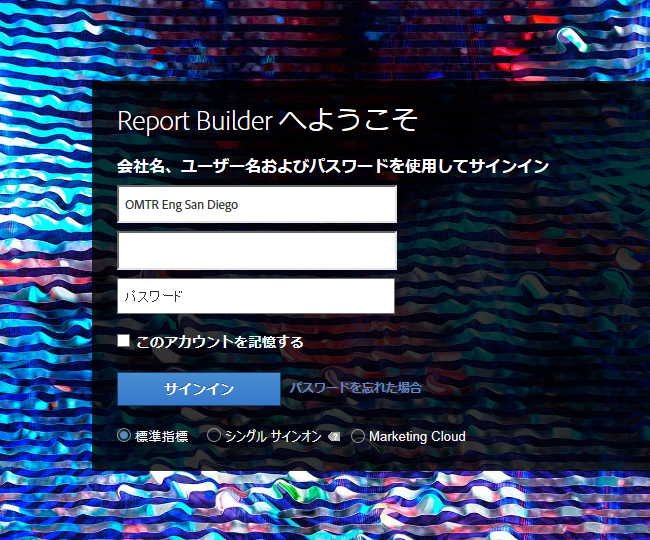 Report Builder へようこそ
会社名、ユーザー名およびパスワードを使用してサインイン
OMTR Eng San Diego
パスワード
このアカウントを記憶する
サインイン パスワードを忘れた場合
標準指標 シングル サインオン Marketing Cloud